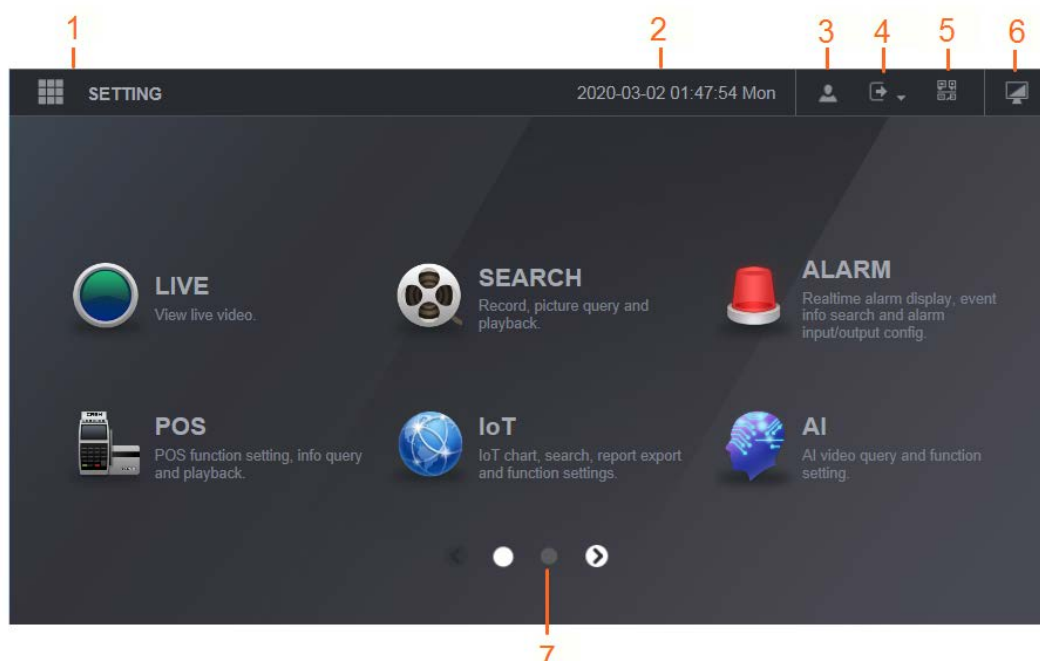 1
2
3
4
5
6
SETTING
2020-03-02 01:47:54 Mon
LIVE
View live video.
SEARCH
Record, picture query and
playback.
ALARM
Realtime alarm display, event
info search and alarm
input/output config.
POS
POS function setting, info query
and playback.
IoT
IoT chart, search, report export
and function settings.
AI
AI video query and function
setting.
7